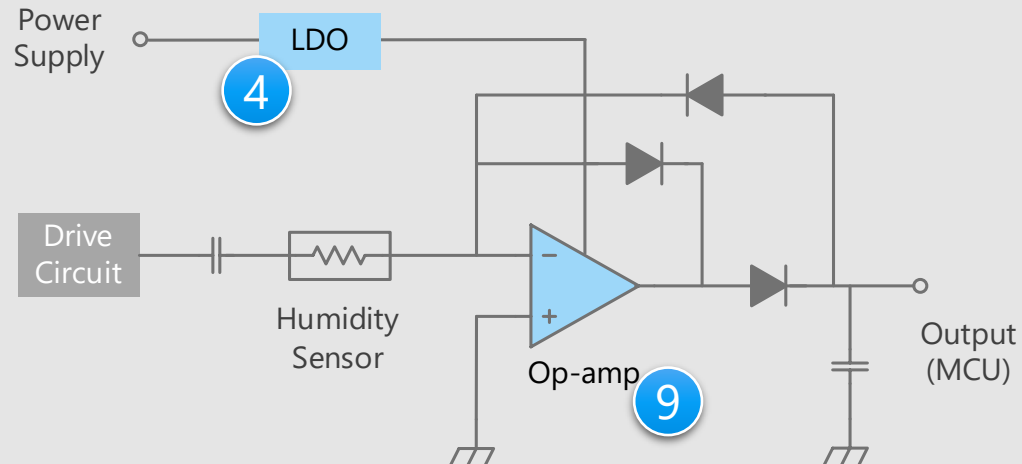 Power
Supply
LDO
4
Drive
Circuit
Humidity
Sensor
−
+
Op-amp
9
Output
(MCU)